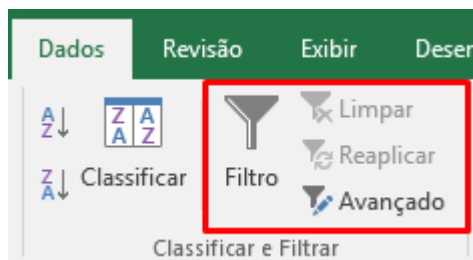 Dados Revisão Exibir Deser
A
Z
Z A
A Z
Limpar
Reaplicar
Z
A
Classificar
Filtro
Avançado
Classificar e Filtrar